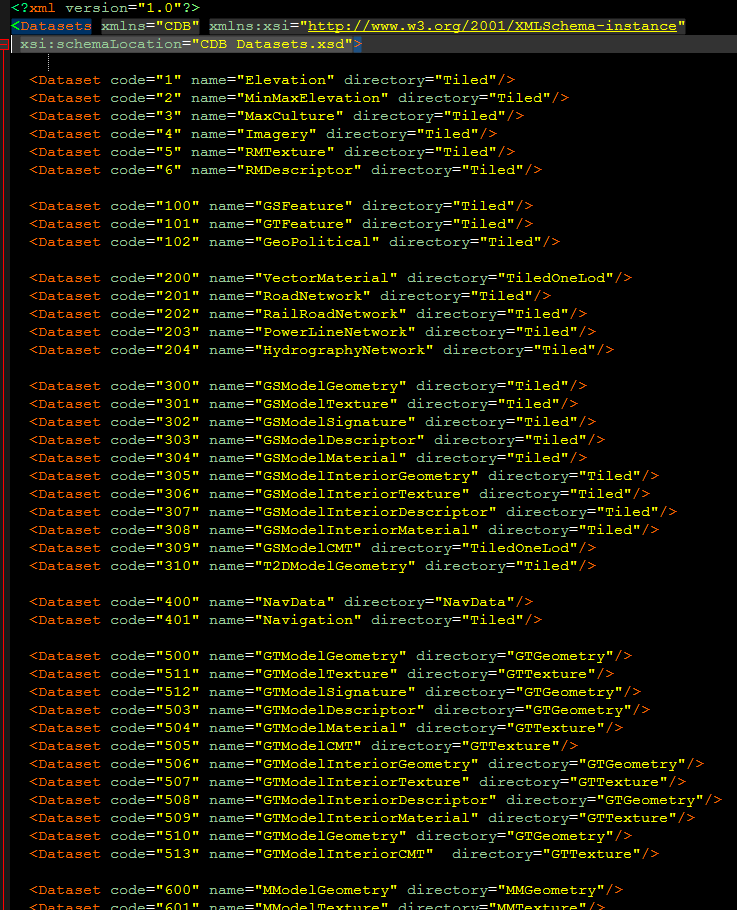 <?xml version="1.0"?>
<Datasets xmlns="CDB" xmlns:xsi="http://www.w3.org/2001/XMLSchema-instance"
xsi:schemaLocation="CDB Datasets.xsd">
<Dataset code="1" name="Elevation" directory="Tiled"/>
<Dataset code="2" name="MinMaxElevation" directory="Tiled"/>
<Dataset code="3" name="MaxCulture" directory="Tiled"/>
<Dataset code="4" name="Imagery" directory="Tiled"/>
<Dataset code="5" name="RMTexture" directory="Tiled"/>
<Dataset code="6" name="RMDescriptor" directory="Tiled"/>
<Dataset code="100" name="GSFeature" directory="Tiled"/>
<Dataset code="101" name="GTFeature" directory="Tiled"/>
<Dataset code="102" name="GeoPolitical" directory="Tiled"/>
<Dataset code="200" name="VectorMaterial" directory="TiledOneLod"/>
<Dataset code="201" name="RoadNetwork" directory="Tiled"/>
<Dataset code="202" name="RailRoadNetwork" directory="Tiled"/>
<Dataset code="203" name="PowerLineNetwork" directory="Tiled"/>
<Dataset code="204" name="HydrographyNetwork" directory="Tiled"/>
<Dataset code="300" name="GSModelGeometry" directory="Tiled"/>
<Dataset code="301" name="GSModelTexture" directory="Tiled"/>
<Dataset code="302" name="GSModelSignature" directory="Tiled"/>
<Dataset code="303" name="GSModelDescriptor" directory="Tiled"/>
<Dataset code="304" name="GSModelMaterial" directory="Tiled"/>
<Dataset code="305" name="GSModelInteriorGeometry" directory="Tiled"/>
<Dataset code="306" name="GSModelInteriorTexture" directory="Tiled"/>
<Dataset code="307" name="GSModelInteriorDescriptor" directory="Tiled"/>
<Dataset code="308" name="GSModelInteriorMaterial" directory="Tiled"/>
<Dataset code="309" name="GSModelCMT" directory="TiledOneLod"/>
<Dataset code="310" name="T2DModelGeometry" directory="Tiled"/>
<Dataset code="400" name="NavData" directory="NavData"/>
<Dataset code="401" name="Navigation" directory="Tiled"/>
<Dataset code="500" name="GTModelGeometry" directory="GTGeometry"/>
<Dataset code="511" name="GTModelTexture" directory="GTTexture"/>
<Dataset code="512" name="GTModelSignature" directory="GTGeometry"/>
<Dataset code="503" name="GTModelDescriptor" directory="GTGeometry"/>
<Dataset code="504" name="GTModelMaterial" directory="GTTexture"/>
<Dataset code="505" name="GTModelCMT" directory="GTTexture"/>
<Dataset code="506" name="GTModelInteriorGeometry" directory="GTGeometry"/>
<Dataset code="507" name="GTModelInteriorTexture" directory="GTTexture"/>
<Dataset code="508" name="GTModelInteriorDescriptor" directory="GTGeometry"/>
<Dataset code="509" name="GTModelInteriorMaterial" directory="GTTexture"/>
<Dataset code="510" name="GTModelGeometry" directory="GTGeometry"/>
<Dataset code="513" name="GTModelInteriorCMT"  directory="GTTexture"/>
<Dataset code="600" name="MModelGeometry" directory="MMGeometry"/>
<Dataset code="601" name="MModelTexture" directory="MMTexture"/>